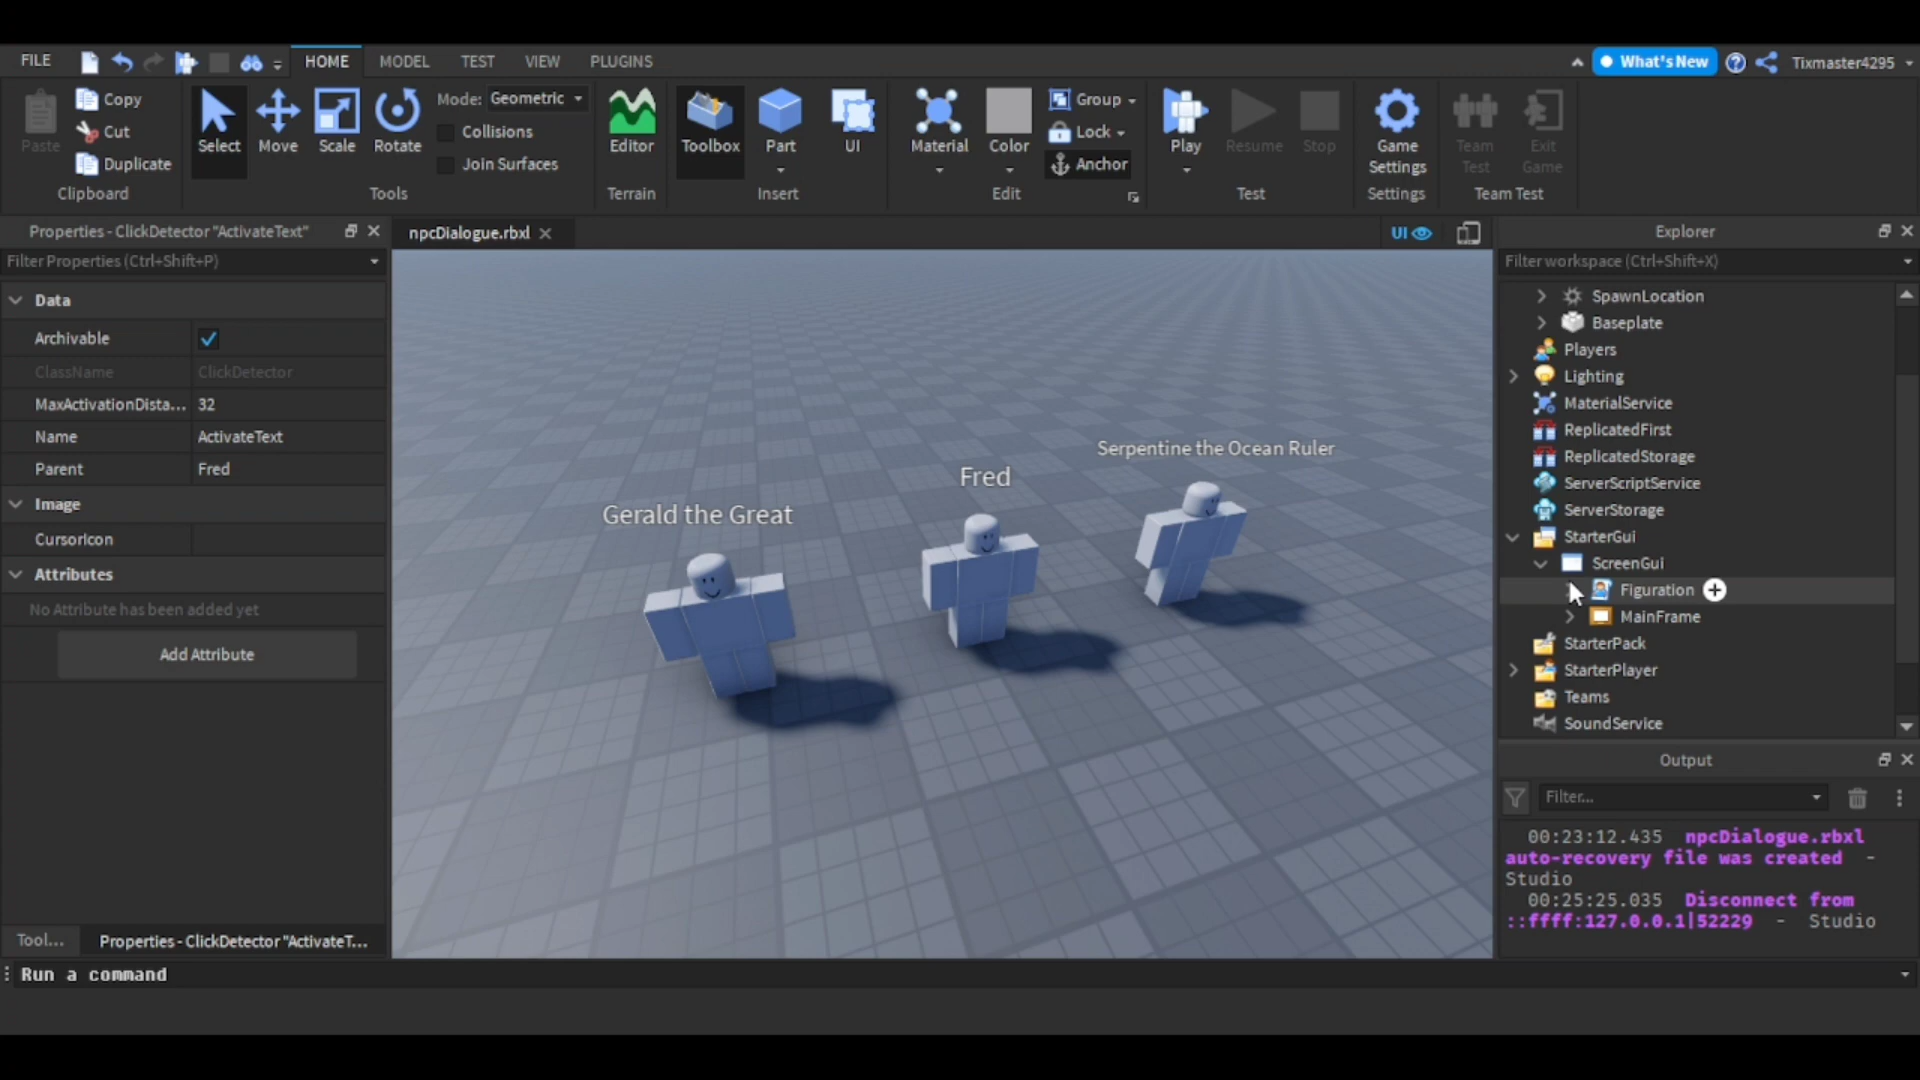 FILE
HOME
MODEL
TEST
VIEW
PLUGINS
What's New
Tixmaster4295
Paste
Copy
Cut
Duplicate
Clipboard
Select
Move
Scale
Rotate
Mode: Geometric
Collisions
Join Surfaces
Tools
Editor
Terrain
Toolbox
Part
UI
Insert
Material
Color
Group
Lock
Anchor
Edit
Play
Resume
Stop
Test
Game
Settings
Settings
Team
Test
Exit
Game
Team Test
Properties - ClickDetector "ActivateText"
Filter Properties (Ctrl+Shift+P)
Data
Archivable
ClassName ClickDetector
MaxActivationDista... 32
Name ActivateText
Parent Fred
Image
CursorIcon
Attributes
No Attribute has been added yet
Add Attribute
Tool...
Properties - ClickDetector "ActivateT...
npcDialogue.rbxl
UI
Gerald the Great
Fred
Serpentine the Ocean Ruler
Explorer
Filter workspace (Ctrl+Shift+X)
SpawnLocation
Baseplate
Players
Lighting
MaterialService
ReplicatedFirst
ReplicatedStorage
ServerScriptService
ServerStorage
StarterGui
ScreenGui
Figuration
MainFrame
StarterPack
StarterPlayer
Teams
SoundService
Output
Filter...
00:23:12.435 npcDialogue.rbxl
auto-recovery file was created -
Studio
00:25:25.035 Disconnect from
::ffff:127.0.0.1|52229 - Studio
Run a command